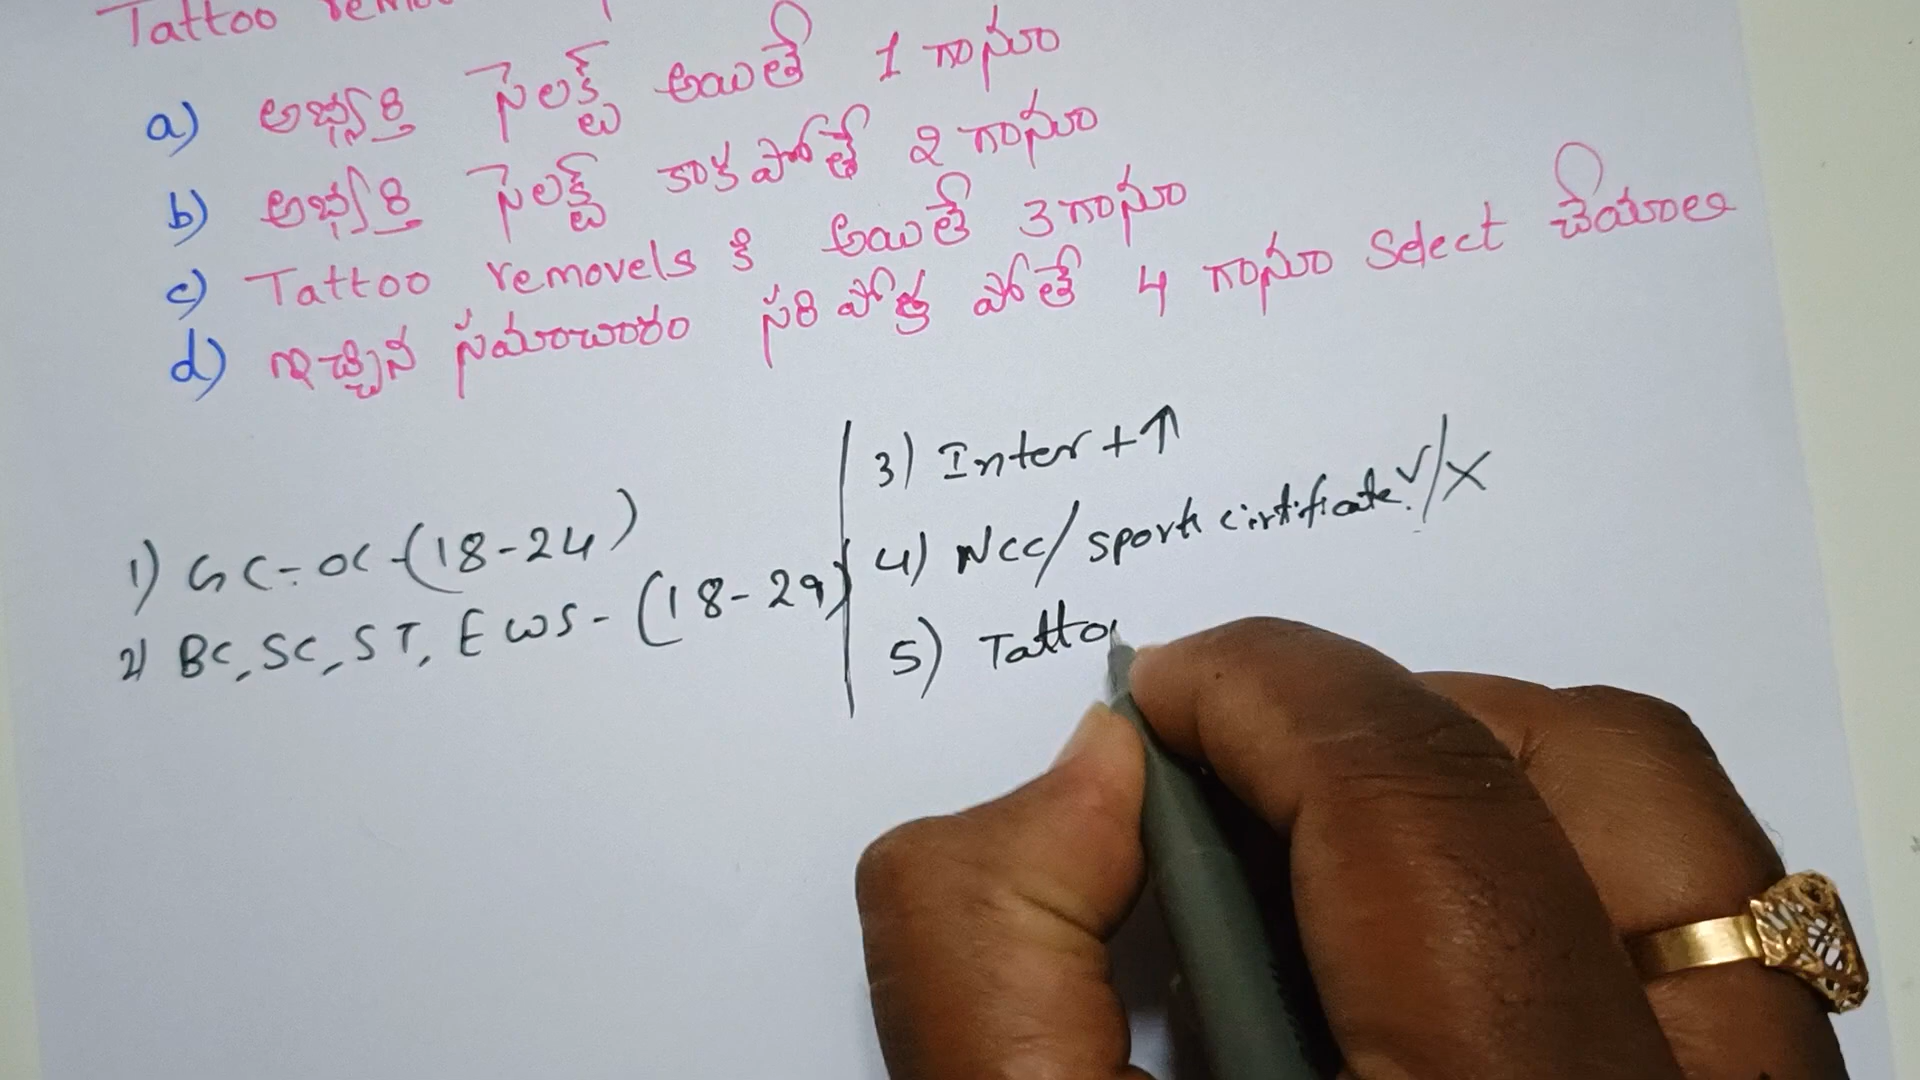 Tattoo
a) అభ్యర్తి సెలక్ట్ అయితే 1 గానూ
b) అభ్యర్తి సెలక్ట్ కాకపోతే 2 గానూ
c) Tattoo removels కి అయితే 3 గానూ
d) ఇచ్చిన సమాచారం సరిపోక్త పోతే 4 గానూ Select చేయాలి
1) GC-OC-(18-24)
2) BC, SC, ST, EWS-(18-29)
3) Inter +↑
4) NCC/sports cirtificate.✓/X
5) Tatto